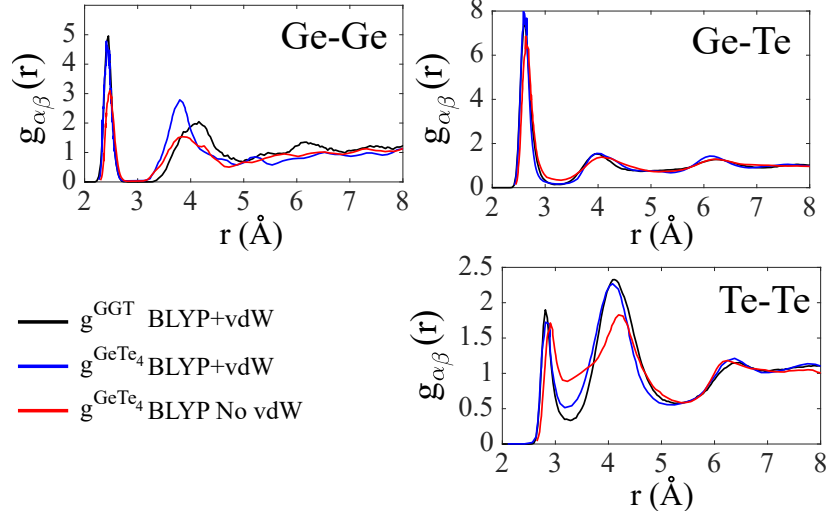 Ge-Ge
g_αβ(r)
5
4
3
2
1
0
2 3 4 5 6 7 8
r (Å)
Ge-Te
g_αβ(r)
8
6
4
2
0
2 3 4 5 6 7 8
r (Å)
g^GGT BLYP+vdW
g^GeTe₄ BLYP+vdW
g^GeTe₄ BLYP No vdW
Te-Te
g_αβ(r)
2.5
2
1.5
1
0.5
0
2 3 4 5 6 7 8
r (Å)